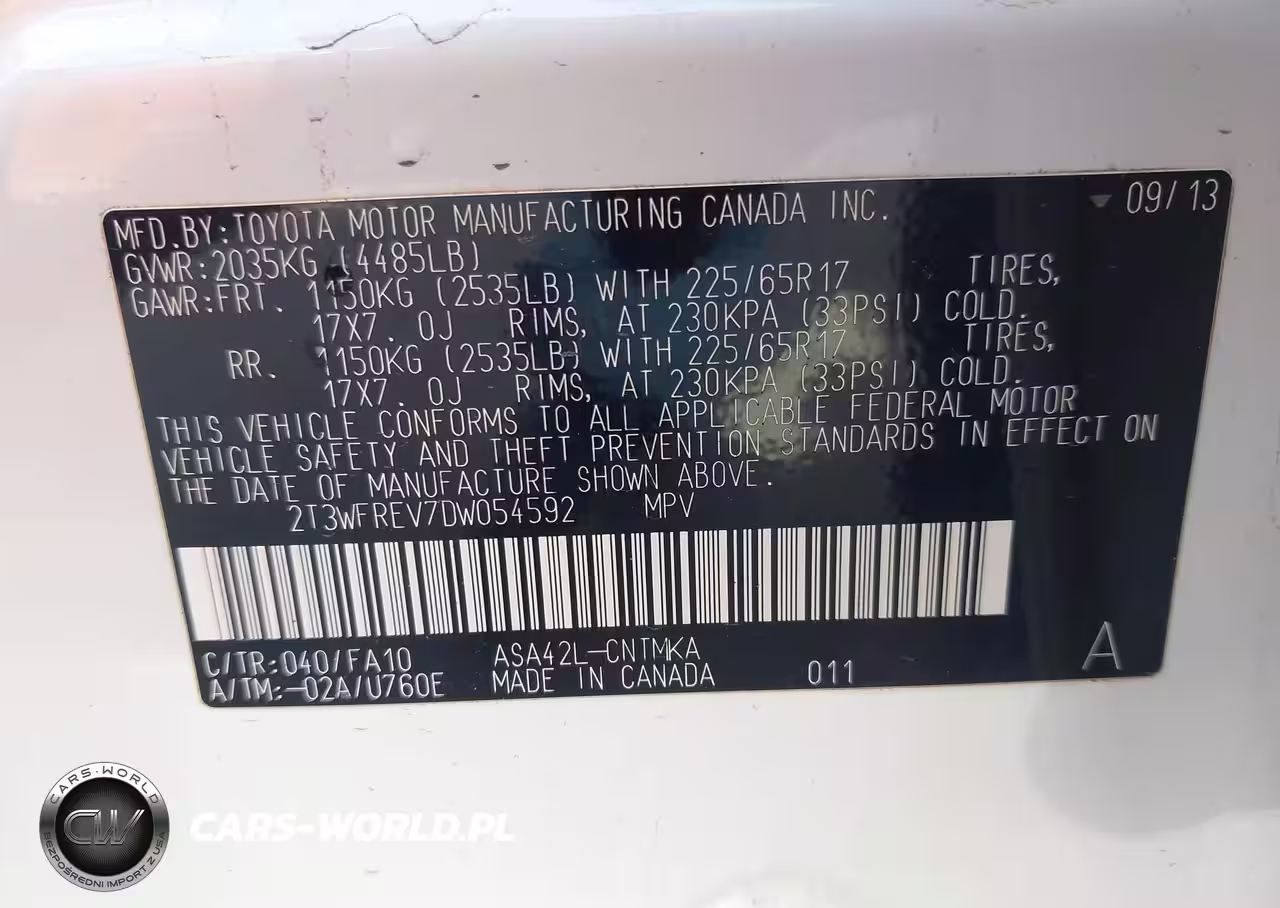 MFD.BY:TOYOTA MOTOR MANUFACTURING CANADA INC. 09/13
GVWR:2035KG (4485LB)
GAWR:FRT. 1150KG (2535LB) WITH 225/65R17 TIRES,
17X7.0J RIMS, AT 230KPA (33PSI) COLD.
RR. 1150KG (2535LB) WITH 225/65R17 TIRES,
17X7.0J RIMS, AT 230KPA (33PSI) COLD.
THIS VEHICLE CONFORMS TO ALL APPLICABLE FEDERAL MOTOR
VEHICLE SAFETY AND THEFT PREVENTION STANDARDS IN EFFECT ON
THE DATE OF MANUFACTURE SHOWN ABOVE.
2T3WFREV7DW054592 MPV
C/TR:040/FA10 ASA42L-CNTMKA
A/TM:-02A/U760E MADE IN CANADA 011 A
CARS-WORLD
CW
BEZPOŚREDNI IMPORT Z USA
CARS-WORLD.PL